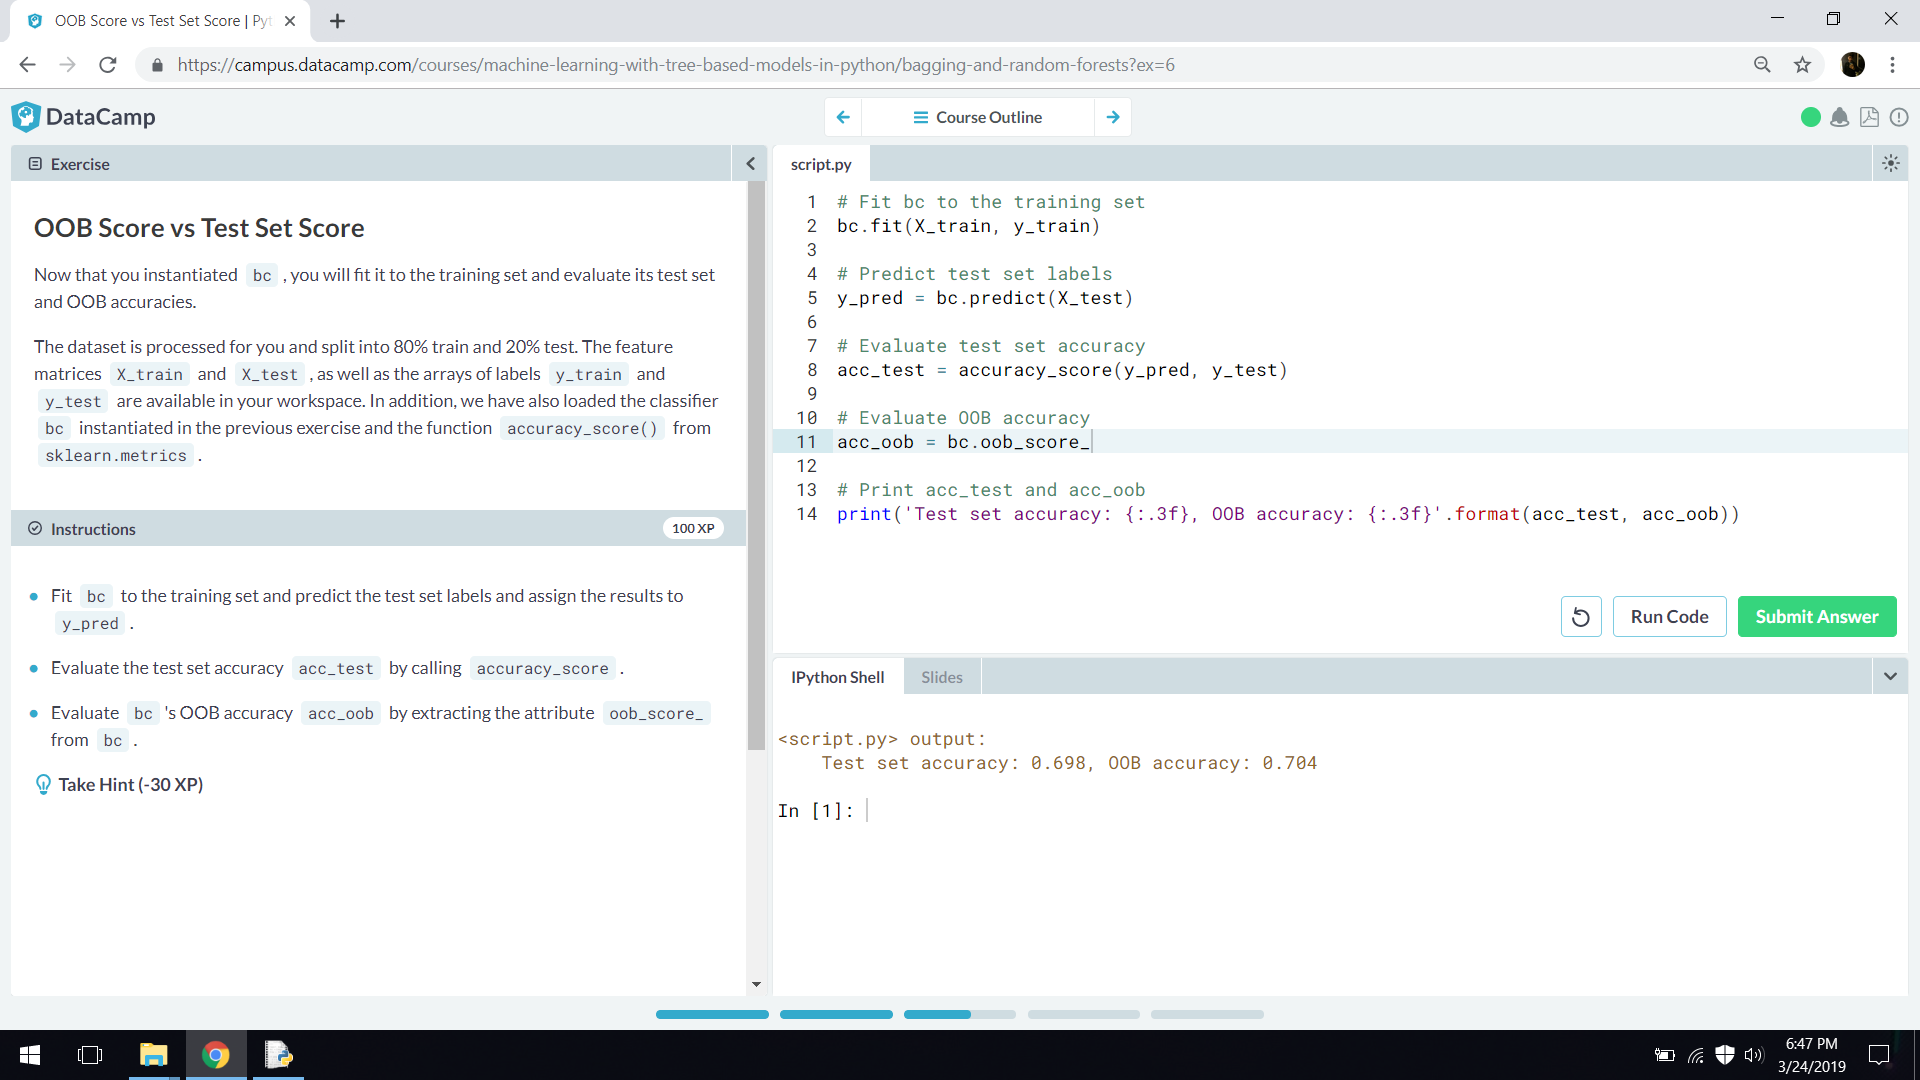 OOB Score vs Test Set Score | Pyt
https://campus.datacamp.com/courses/machine-learning-with-tree-based-models-in-python/bagging-and-random-forests?ex=6
DataCamp
Course Outline
Exercise
OOB Score vs Test Set Score
Now that you instantiated bc , you will fit it to the training set and evaluate its test set
and OOB accuracies.
The dataset is processed for you and split into 80% train and 20% test. The feature
matrices X_train and X_test , as well as the arrays of labels y_train and
y_test are available in your workspace. In addition, we have also loaded the classifier
bc instantiated in the previous exercise and the function accuracy_score() from
sklearn.metrics .
Instructions
100 XP
Fit bc to the training set and predict the test set labels and assign the results to
y_pred .
Evaluate the test set accuracy acc_test by calling accuracy_score .
Evaluate bc 's OOB accuracy acc_oob by extracting the attribute oob_score_
from bc .
Take Hint (-30 XP)
script.py
1 # Fit bc to the training set
2 bc.fit(X_train, y_train)
3
4 # Predict test set labels
5 y_pred = bc.predict(X_test)
6
7 # Evaluate test set accuracy
8 acc_test = accuracy_score(y_pred, y_test)
9
10 # Evaluate OOB accuracy
11 acc_oob = bc.oob_score_
12
13 # Print acc_test and acc_oob
14 print('Test set accuracy: {:.3f}, OOB accuracy: {:.3f}'.format(acc_test, acc_oob))
Run Code
Submit Answer
IPython Shell
Slides
<script.py> output:
Test set accuracy: 0.698, OOB accuracy: 0.704
In [1]:
6:47 PM
3/24/2019